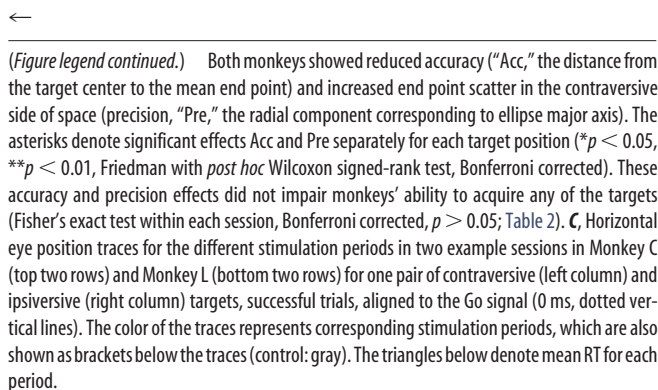 ←
(Figure legend continued.) Both monkeys showed reduced accuracy (“Acc,” the distance from
the target center to the mean end point) and increased end point scatter in the contraversive
side of space (precision, “Pre,” the radial component corresponding to ellipse major axis). The
asterisks denote significant effects Acc and Pre separately for each target position (*p < 0.05,
**p < 0.01, Friedman with post hoc Wilcoxon signed-rank test, Bonferroni corrected). These
accuracy and precision effects did not impair monkeys’ ability to acquire any of the targets
(Fisher’s exact test within each session, Bonferroni corrected, p > 0.05; Table 2). C, Horizontal
eye position traces for the different stimulation periods in two example sessions in Monkey C
(top two rows) and Monkey L (bottom two rows) for one pair of contraversive (left column) and
ipsiversive (right column) targets, successful trials, aligned to the Go signal (0 ms, dotted ver-
tical lines). The color of the traces represents corresponding stimulation periods, which are also
shown as brackets below the traces (control: gray). The triangles below denote mean RT for each
period.